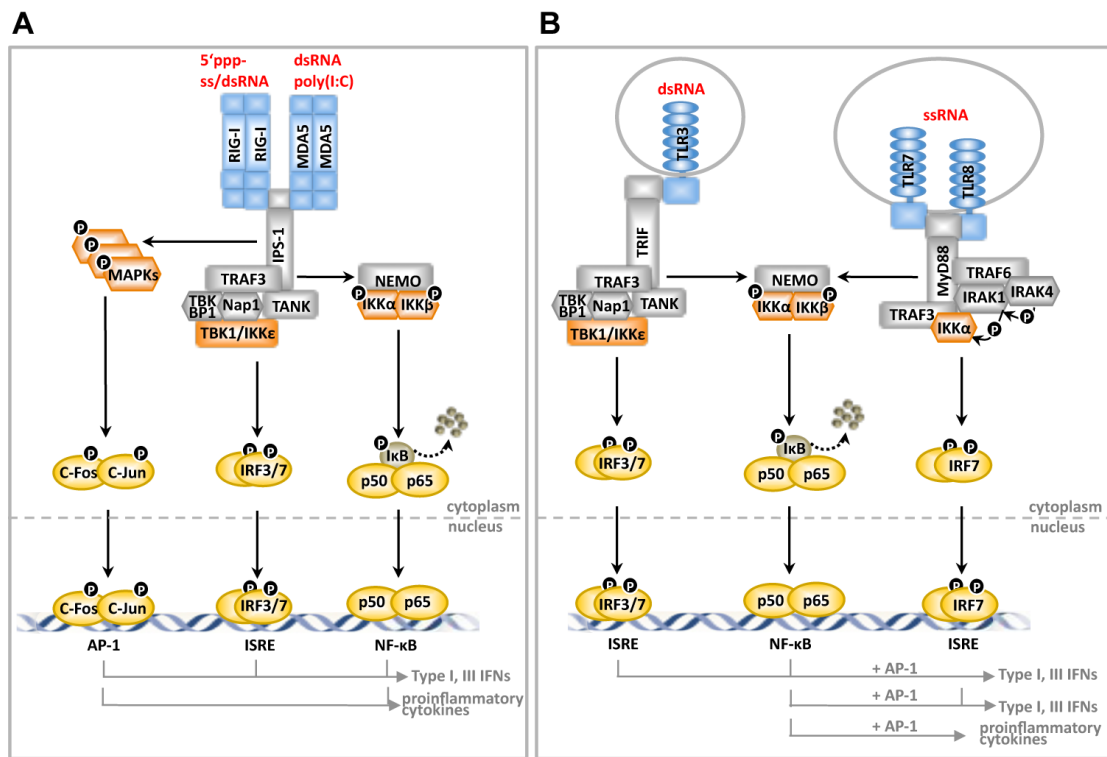 A
5'ppp-
ss/dsRNA
dsRNA
poly(I:C)
RIG-I
RIG-I
MDA5
MDA5
IPS-1
P
P
P
MAPKs
TRAF3
TBK
BP1
Nap1
TANK
TBK1/IKKε
NEMO
P
P
IKKα
IKKβ
P
P
C-Fos
C-Jun
P
P
IRF3/7
P
IκB
p50
p65
cytoplasm
nucleus
P
P
C-Fos
C-Jun
P
P
IRF3/7
p50
p65
AP-1
ISRE
NF-κB
Type I, III IFNs
proinflammatory
cytokines
B
dsRNA
TLR3
ssRNA
TLR7
TLR8
TRIF
MyD88
TRAF3
TBK
BP1
Nap1
TANK
TBK1/IKKε
NEMO
P
P
IKKα
IKKβ
TRAF6
IRAK1
IRAK4
TRAF3
IKKα
P
P
P
P
IRF3/7
P
IκB
p50
p65
P
P
IRF7
cytoplasm
nucleus
P
P
IRF3/7
p50
p65
P
P
IRF7
ISRE
NF-κB
ISRE
+ AP-1
Type I, III IFNs
+ AP-1
Type I, III IFNs
+ AP-1
proinflammatory
cytokines